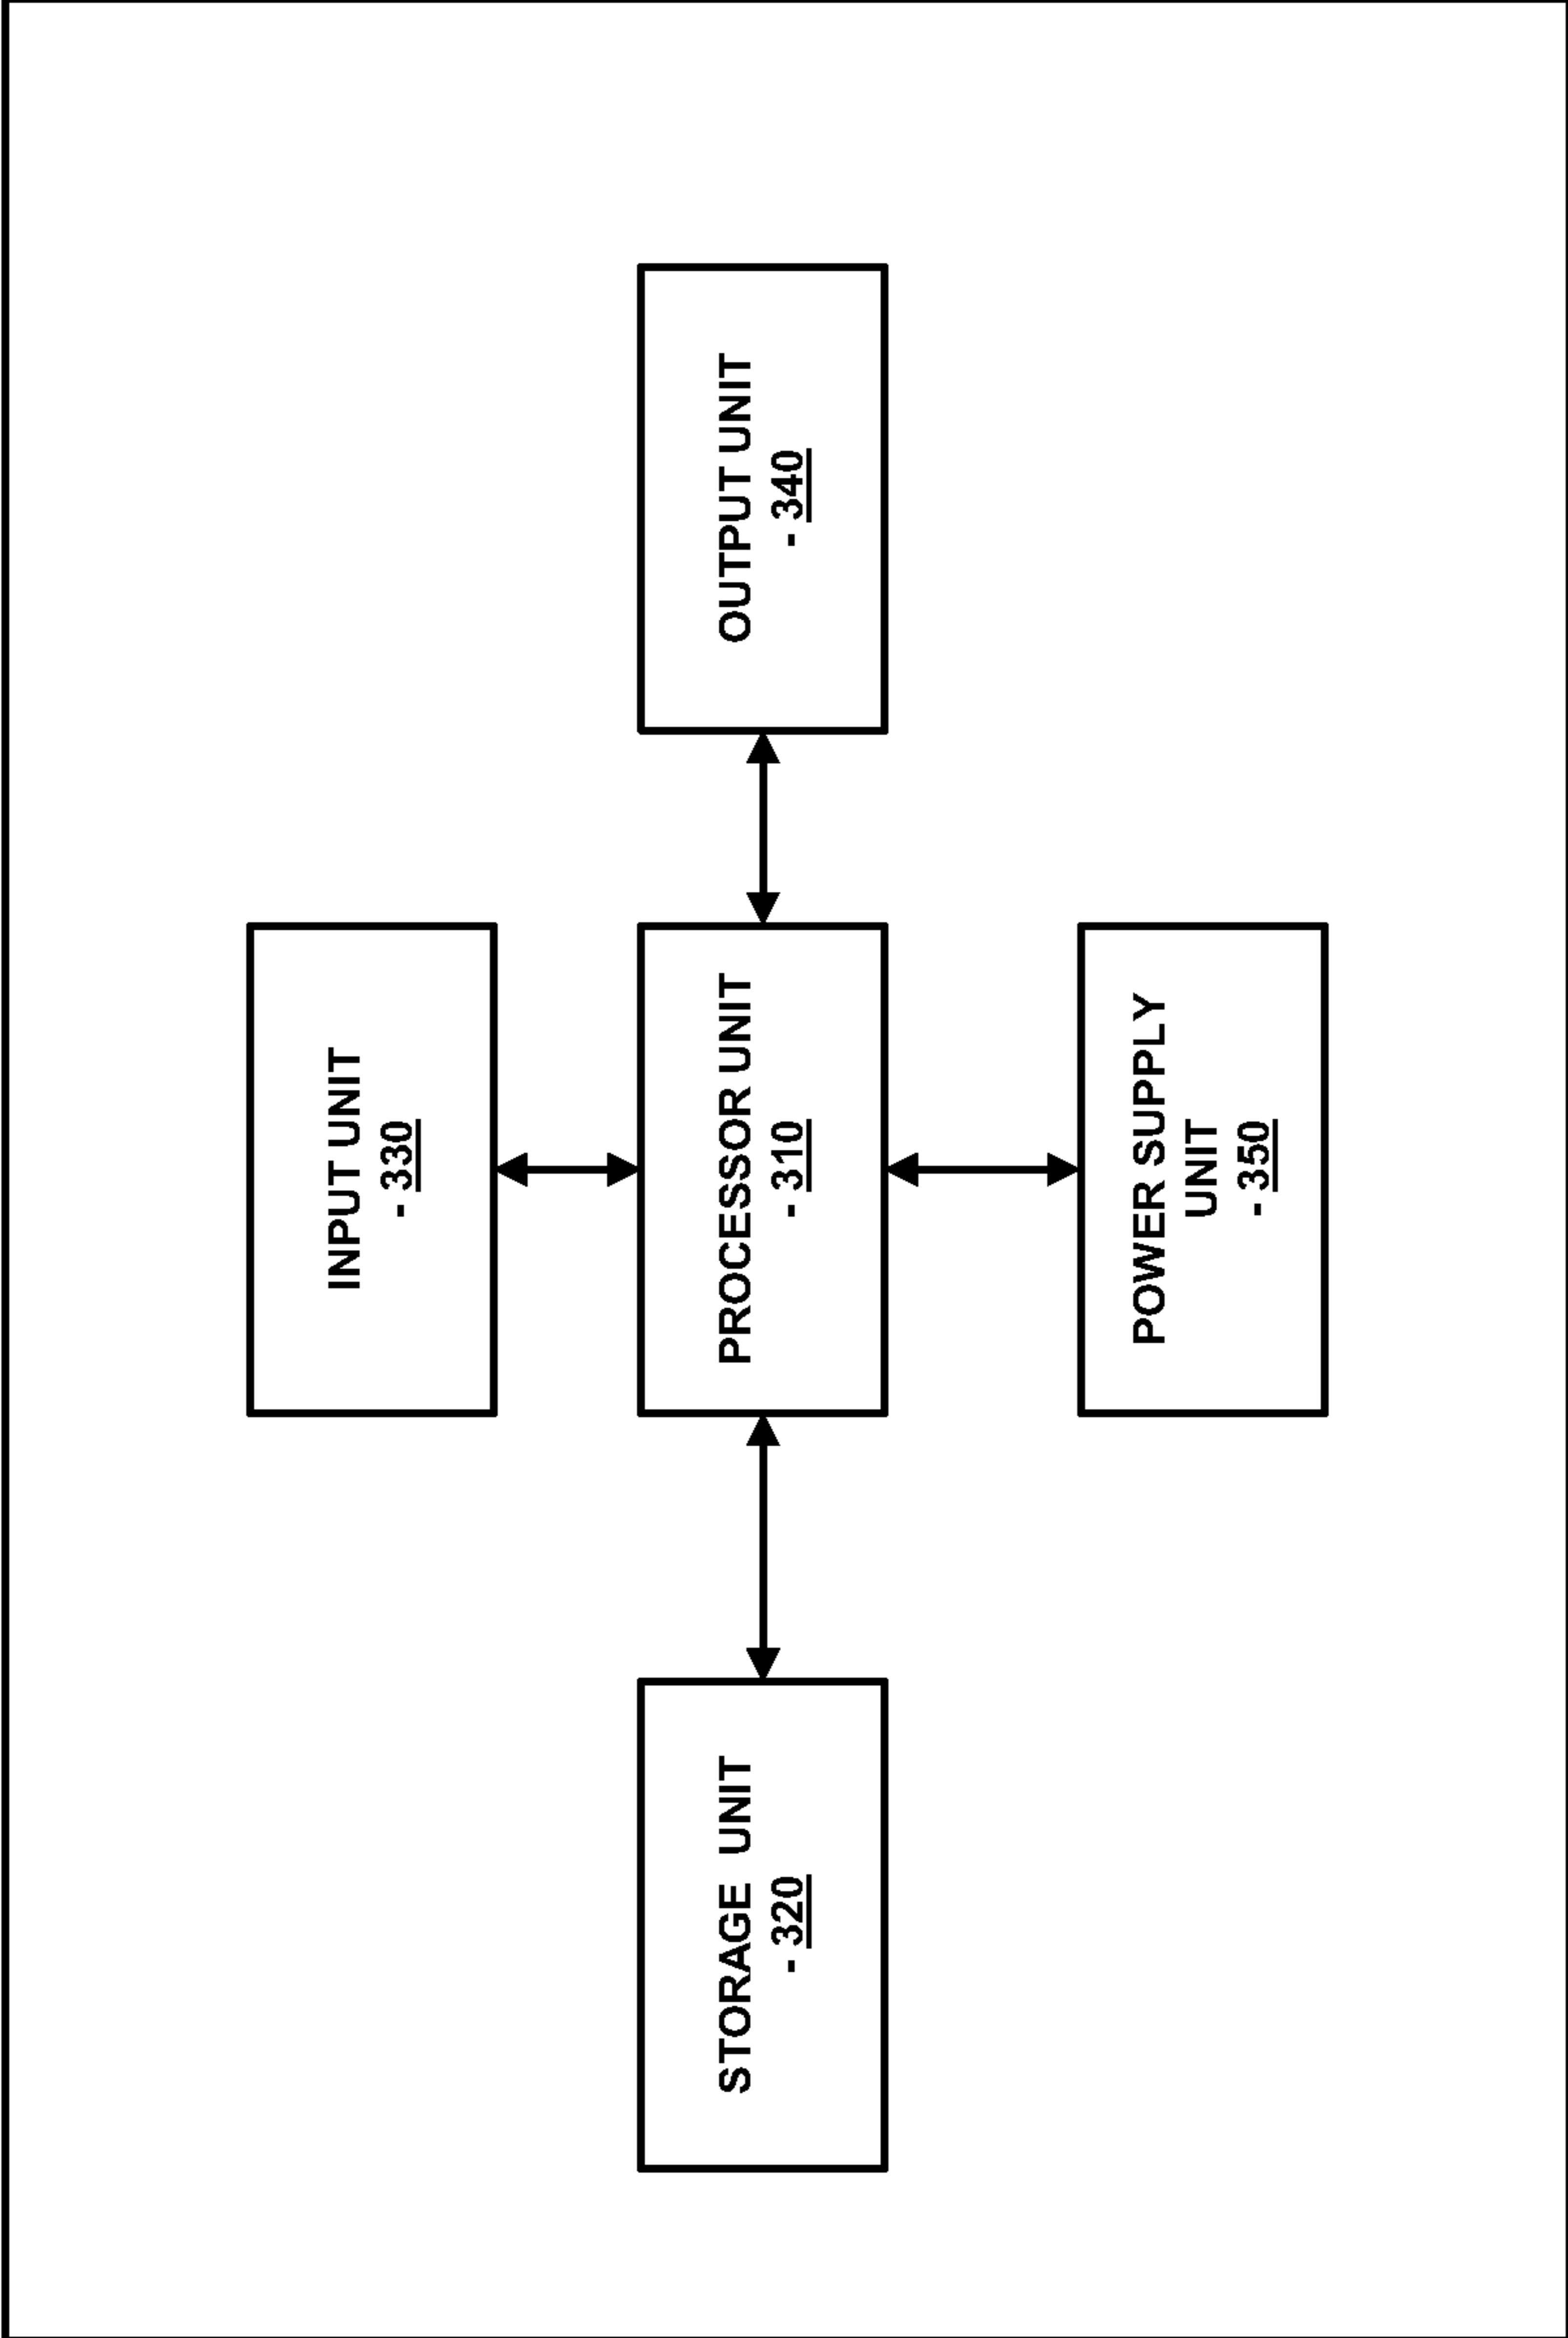 INPUT UNIT
- 330
STORAGE UNIT
- 320
PROCESSOR UNIT
- 310
OUTPUT UNIT
- 340
POWER SUPPLY
UNIT
- 350